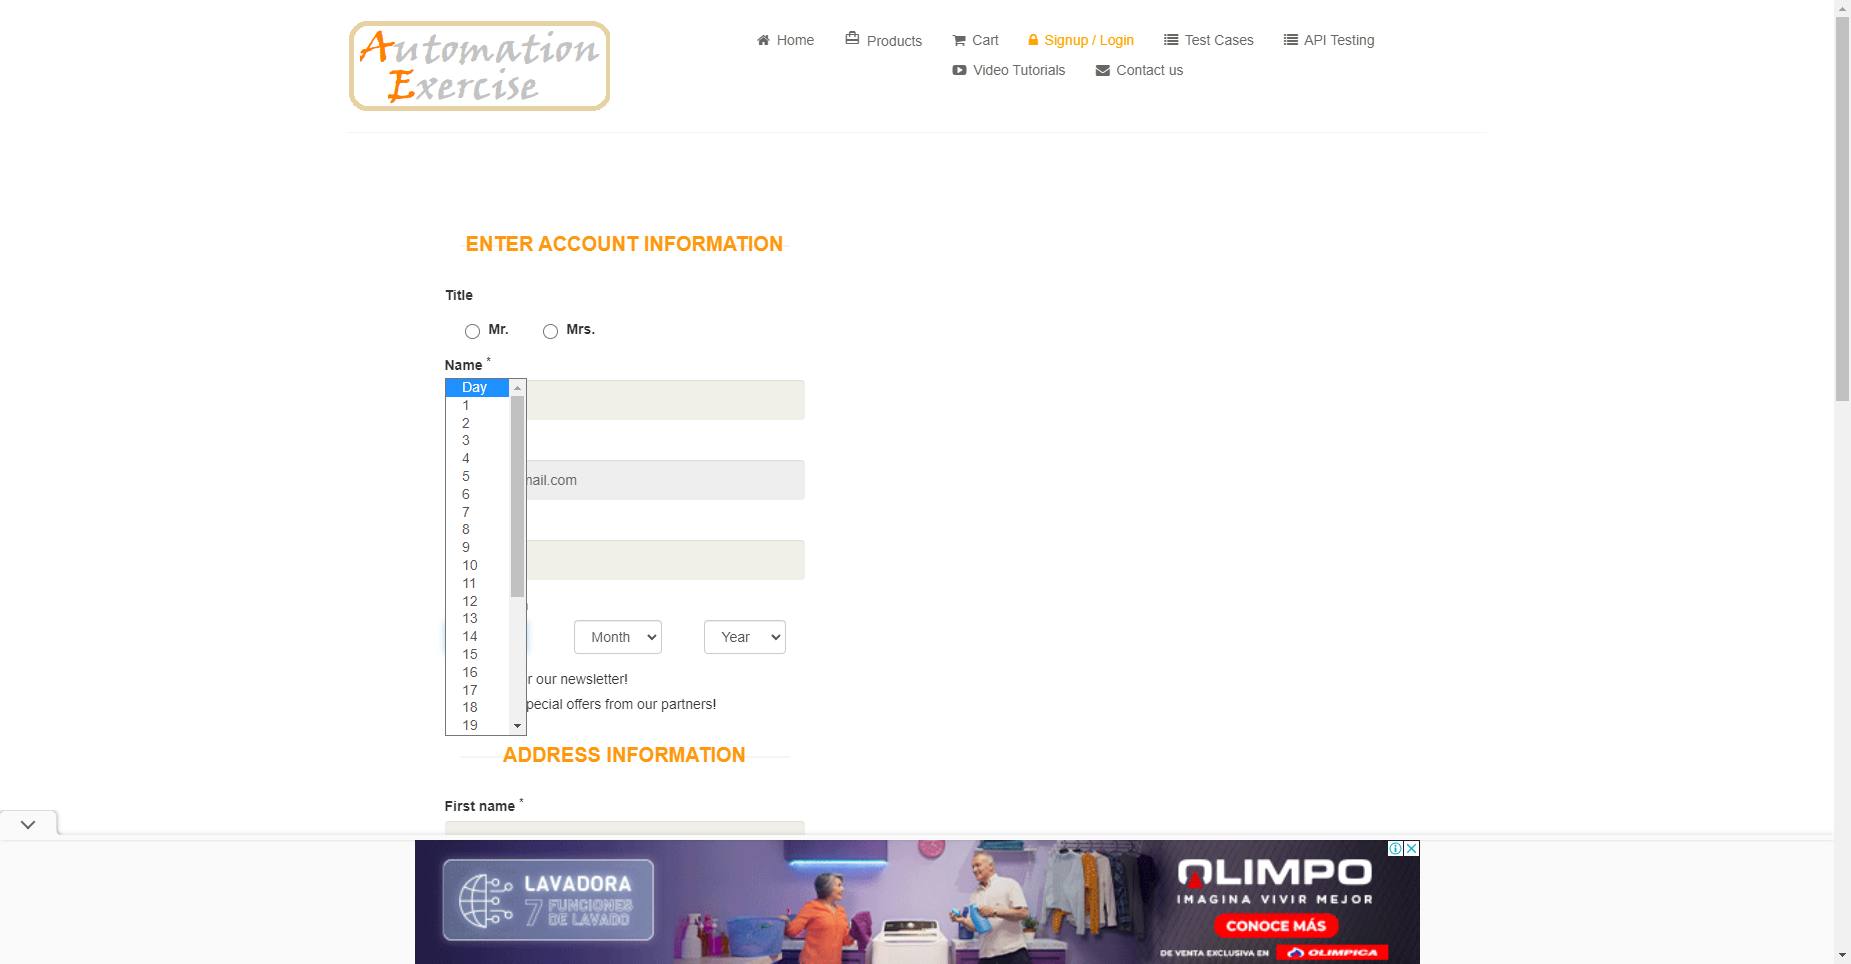 Automation
Exercise
Home
Products
Cart
Signup / Login
Test Cases
API Testing
Video Tutorials
Contact us
ENTER ACCOUNT INFORMATION
Title
Mr.
Mrs.
Name *
Day
1
2
3
4
5
6
7
8
9
10
11
12
13
14
15
16
17
18
19
mail.com
Month
Year
r our newsletter!
pecial offers from our partners!
ADDRESS INFORMATION
First name *
LAVADORA
7 FUNCIONES
DE LAVADO
OLIMPO
IMAGINA VIVIR MEJOR
CONOCE MÁS
DE VENTA EXCLUSIVA EN OLIMPICA